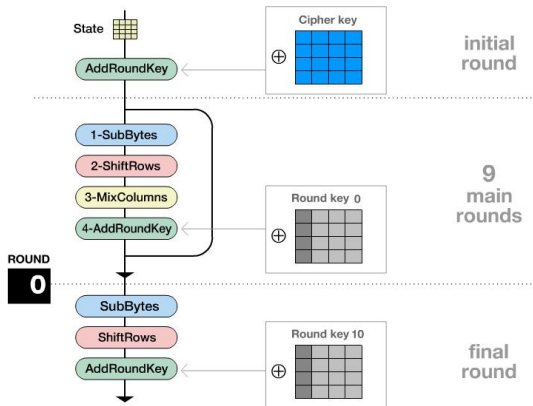 State
Cipher key
⊕
AddRoundKey
initial
round
1-SubBytes
2-ShiftRows
3-MixColumns
4-AddRoundKey
Round key 0
⊕
9
main
rounds
ROUND
0
SubBytes
ShiftRows
AddRoundKey
Round key 10
⊕
final
round